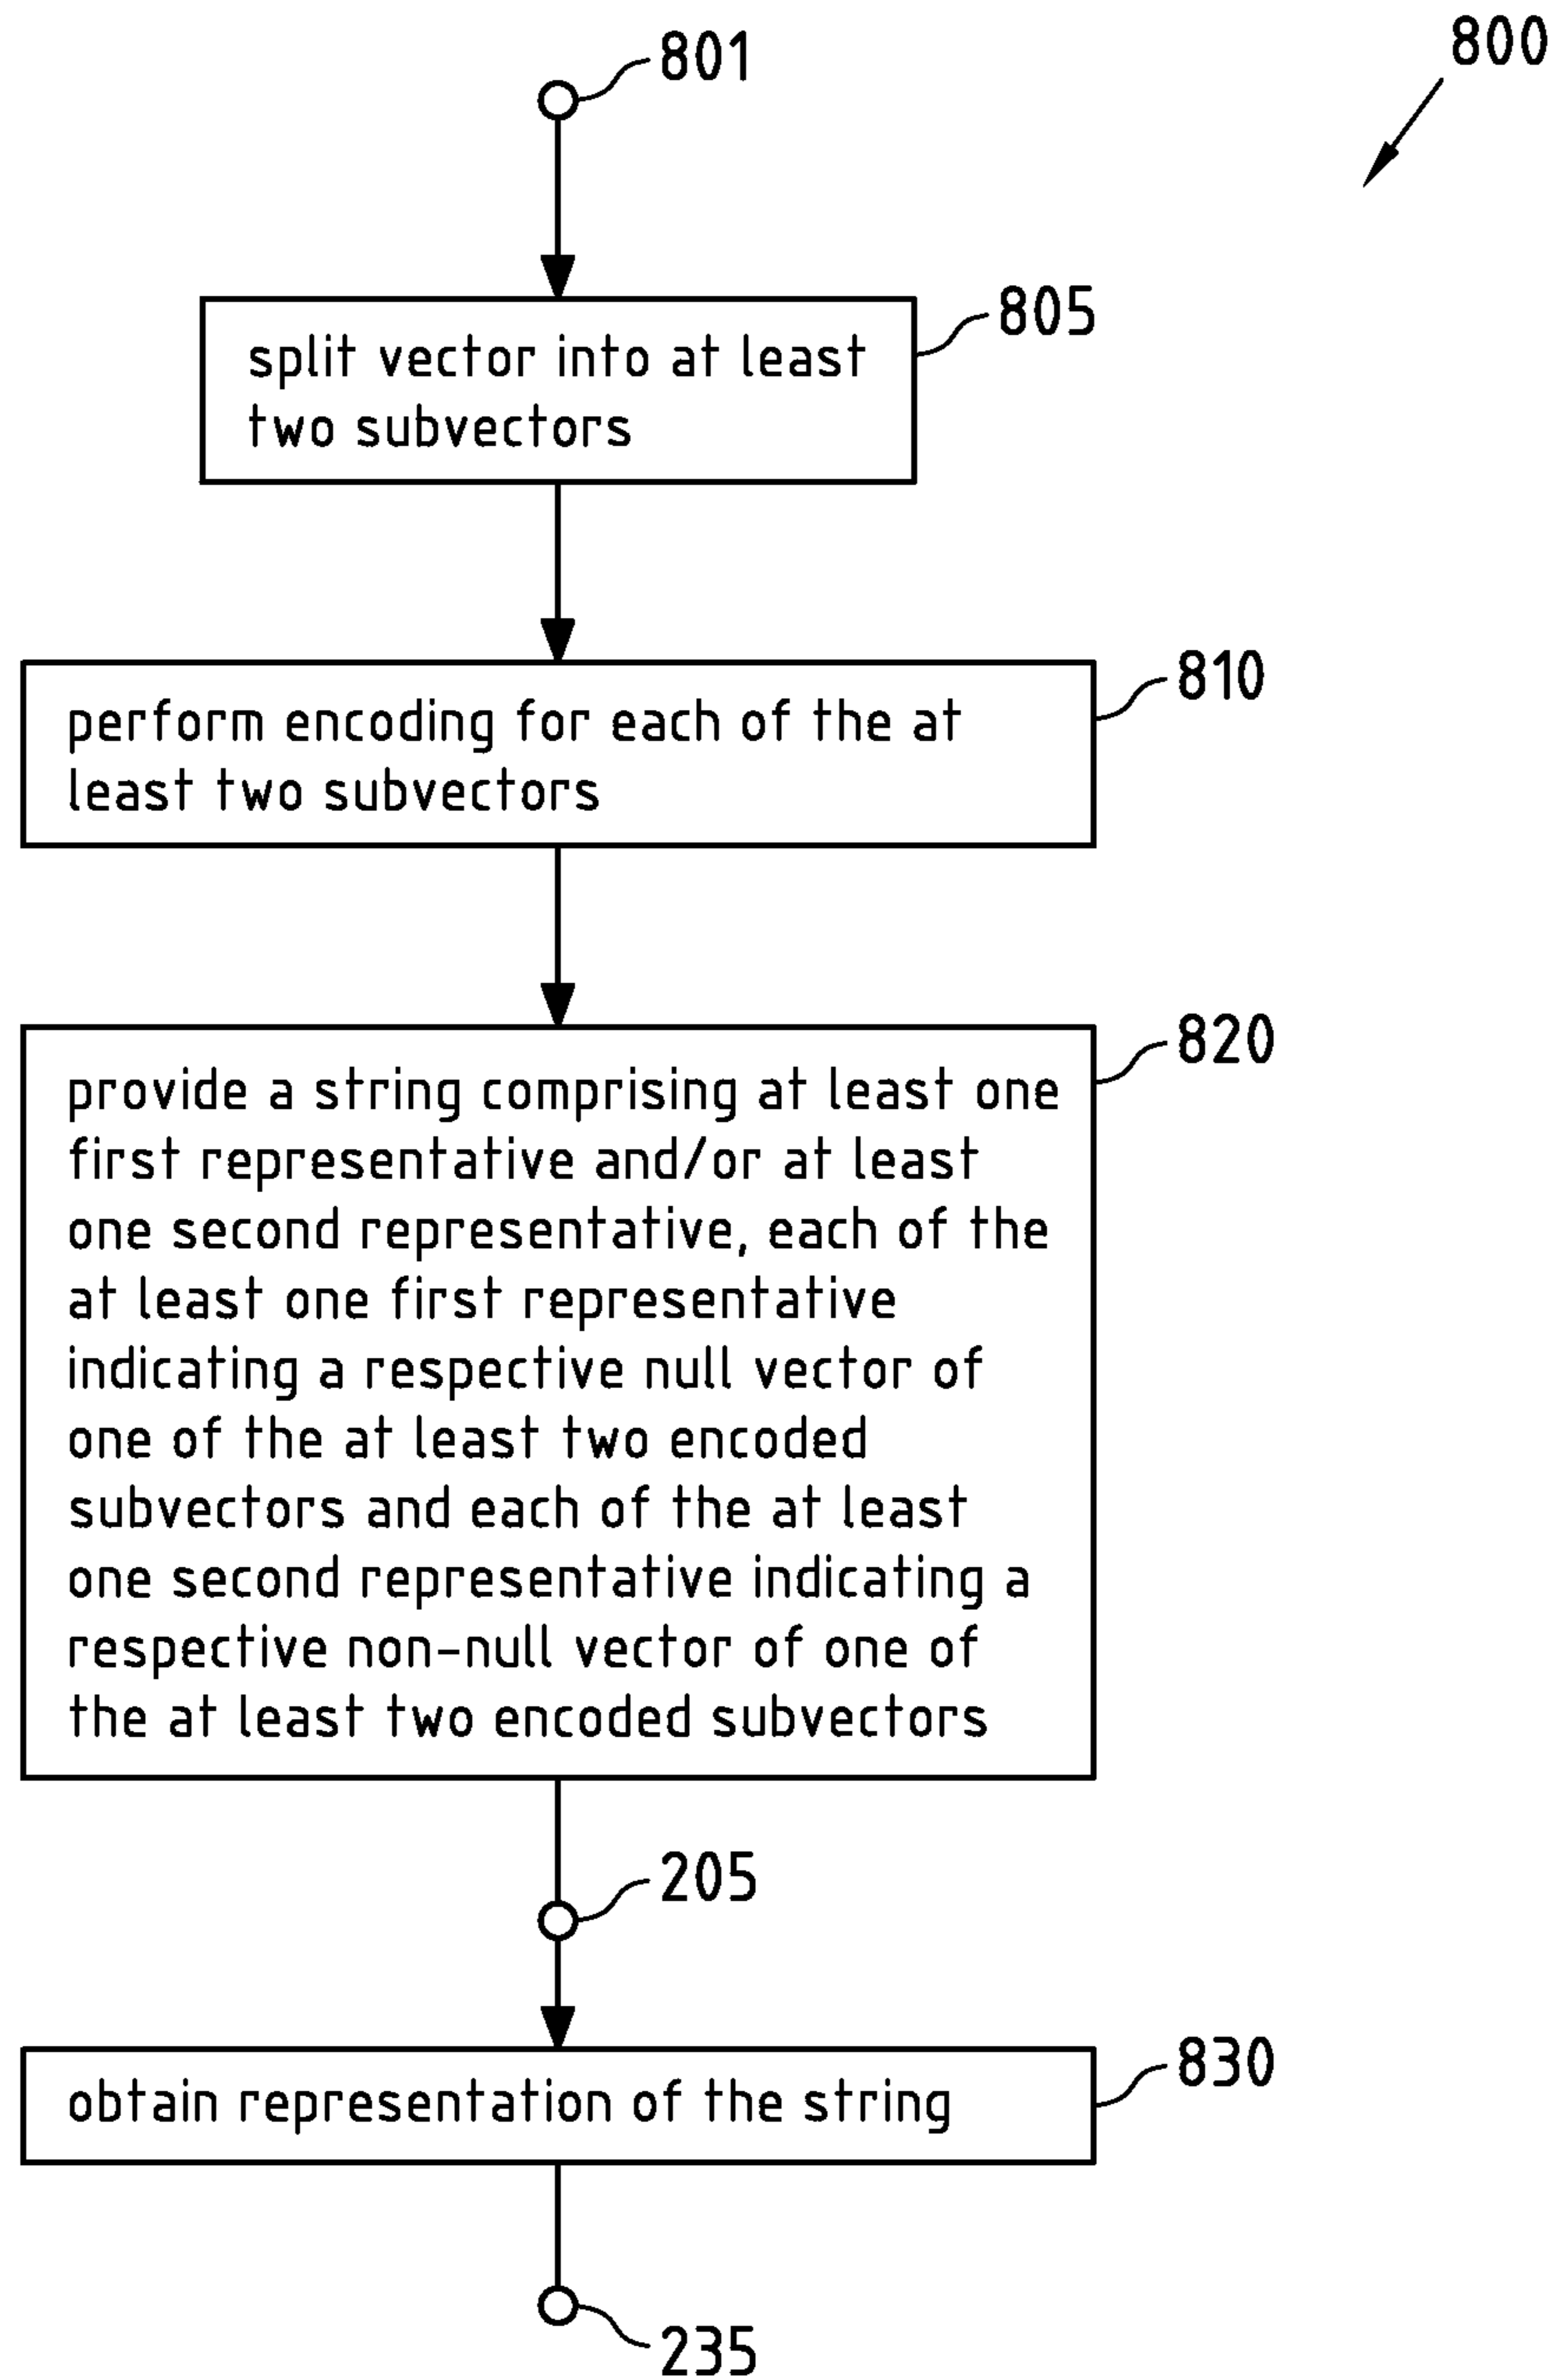 801
800
805
split vector into at least
two subvectors
810
perform encoding for each of the at
least two subvectors
820
provide a string comprising at least one
first representative and/or at least
one second representative, each of the
at least one first representative
indicating a respective null vector of
one of the at least two encoded
subvectors and each of the at least
one second representative indicating a
respective non-null vector of one of
the at least two encoded subvectors
205
830
obtain representation of the string
235